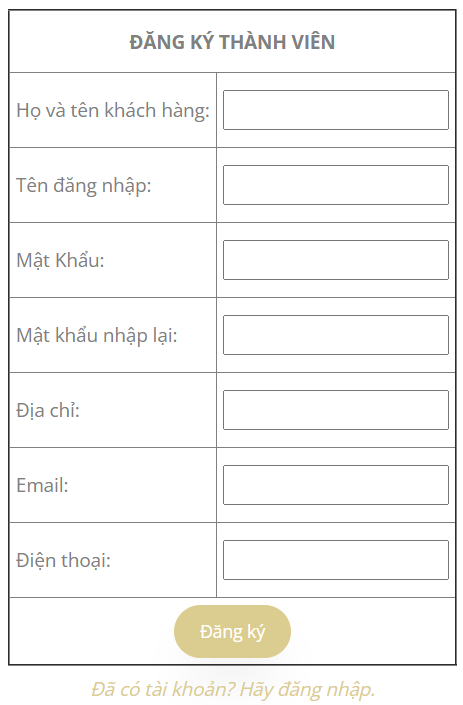 ĐĂNG KÝ THÀNH VIÊN
Họ và tên khách hàng:
Tên đăng nhập:
Mật Khẩu:
Mật khẩu nhập lại:
Địa chỉ:
Email:
Điện thoại:
Đăng ký
Đã có tài khoản? Hãy đăng nhập.